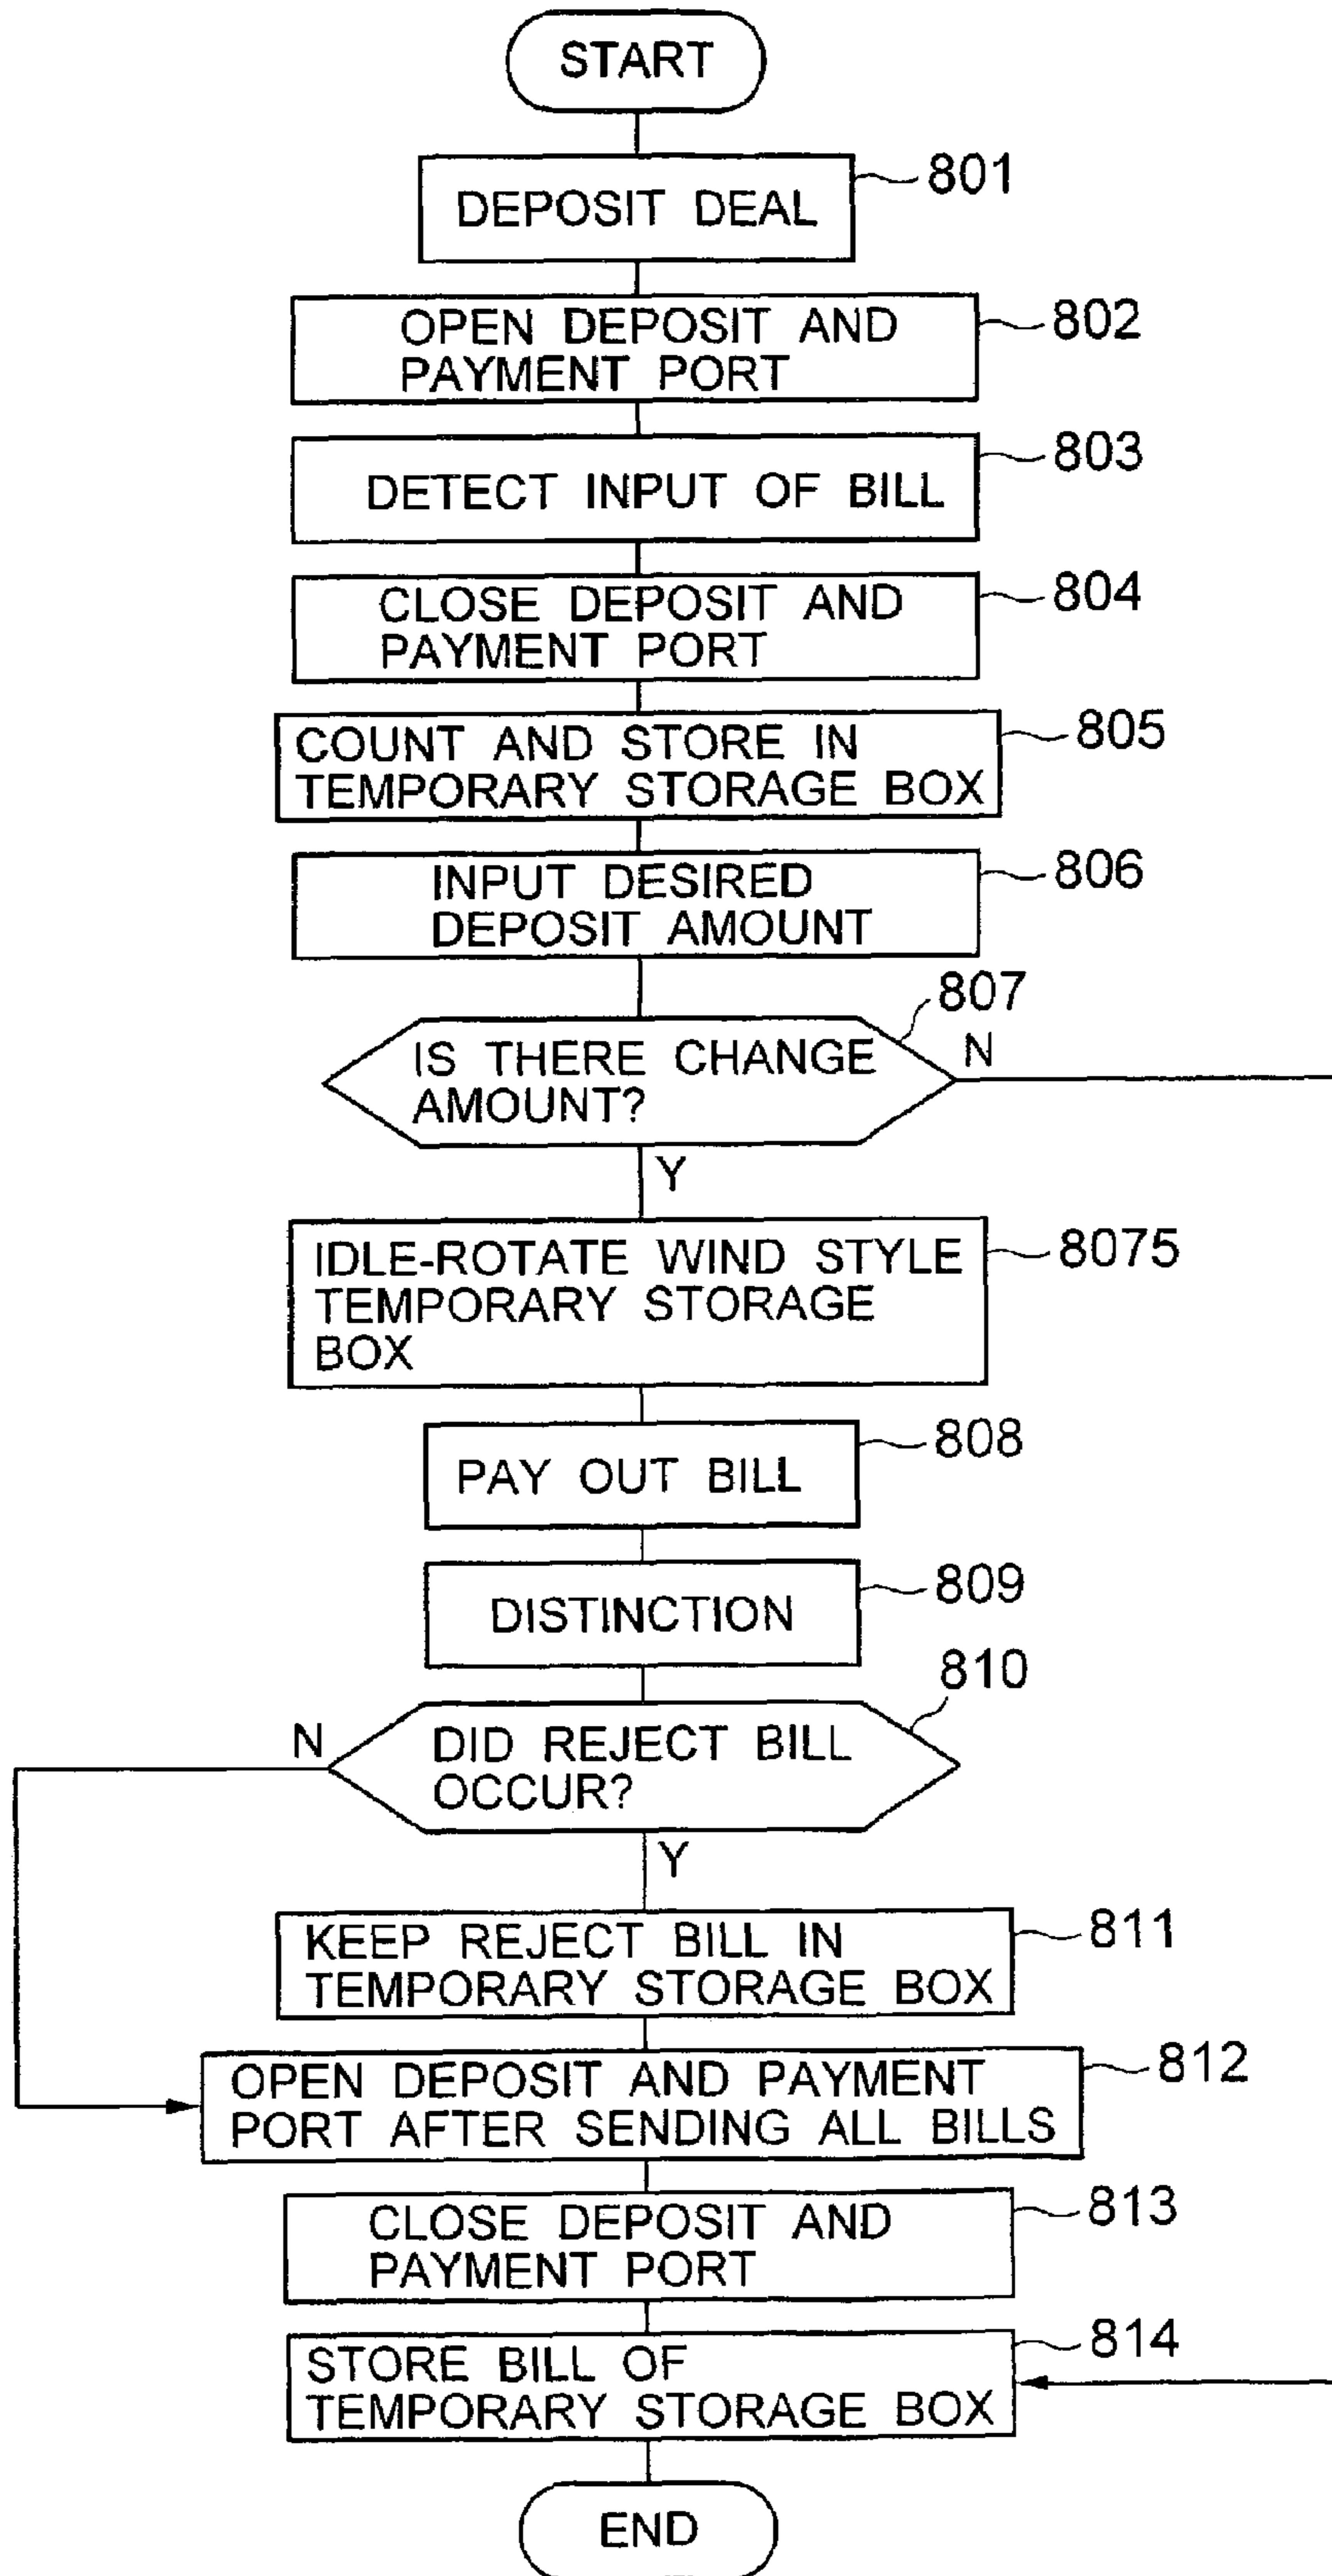 START
801
DEPOSIT DEAL
802
OPEN DEPOSIT AND
PAYMENT PORT
803
DETECT INPUT OF BILL
804
CLOSE DEPOSIT AND
PAYMENT PORT
805
COUNT AND STORE IN
TEMPORARY STORAGE BOX
806
INPUT DESIRED
DEPOSIT AMOUNT
807
N
IS THERE CHANGE
AMOUNT?
Y
8075
IDLE-ROTATE WIND STYLE
TEMPORARY STORAGE
BOX
808
PAY OUT BILL
809
DISTINCTION
810
N
DID REJECT BILL
OCCUR?
Y
811
KEEP REJECT BILL IN
TEMPORARY STORAGE BOX
812
OPEN DEPOSIT AND PAYMENT
PORT AFTER SENDING ALL BILLS
813
CLOSE DEPOSIT AND
PAYMENT PORT
814
STORE BILL OF
TEMPORARY STORAGE BOX
END